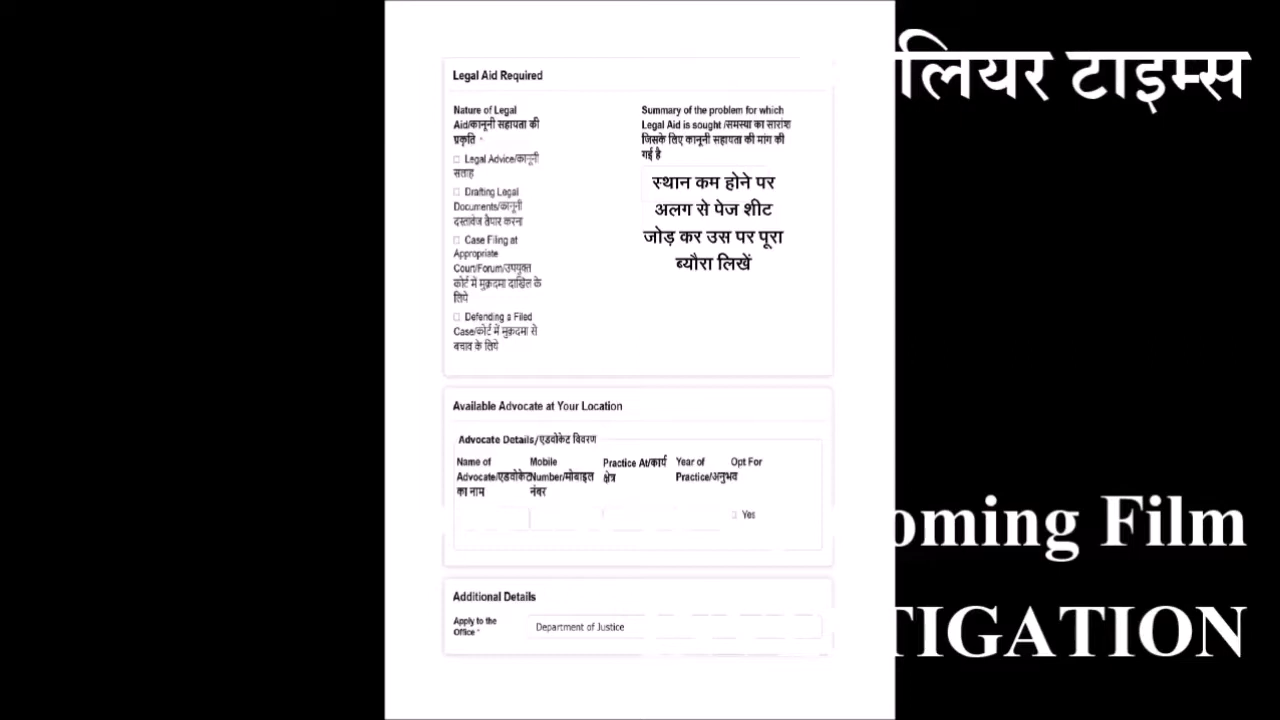 लियर टाइम्स
Legal Aid Required
Nature of Legal
Aid/कानूनी सहायता की
प्रकृति *
Legal Advice/कानूनी
सलाह
Drafting Legal
Documents/कानूनी
दस्तावेज तैयार करना
Case Filing at
Appropriate
Court/Forum/उपयुक्त
कोर्ट में मुक़दमा दाखिल के
लिये
Defending a Filed
Case/कोर्ट में मुक़दमा से
बचाव के लिये
Summary of the problem for which
Legal Aid is sought /समस्या का सारांश
जिसके लिए कानूनी सहायता की मांग की
गई है
स्थान कम होने पर
अलग से पेज शीट
जोड़ कर उस पर पूरा
ब्यौरा लिखें
Available Advocate at Your Location
Advocate Details/एडवोकेट विवरण
Name of
Advocate/एडवोकेट
का नाम
Mobile
Number/मोबाइल
नंबर
Practice At/कार्य
क्षेत्र
Year of
Practice/अनुभव
Opt For
Yes
oming Film
Additional Details
Apply to the
Office *
Department of Justice
TIGATION